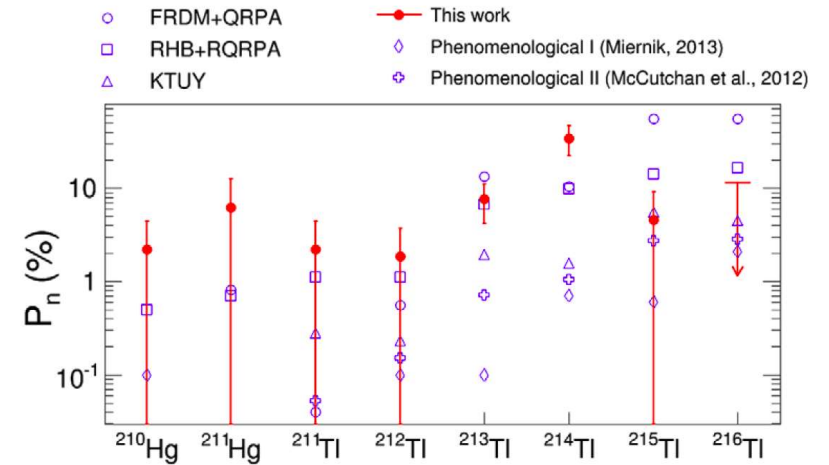 FRDM+QRPA
RHB+RQRPA
KTUY
This work
Phenomenological I (Miernik, 2013)
Phenomenological II (McCutchan et al., 2012)
Pn (%)
10
1
10⁻¹
²¹⁰Hg ²¹¹Hg ²¹¹Tl ²¹²Tl ²¹³Tl ²¹⁴Tl ²¹⁵Tl ²¹⁶Tl